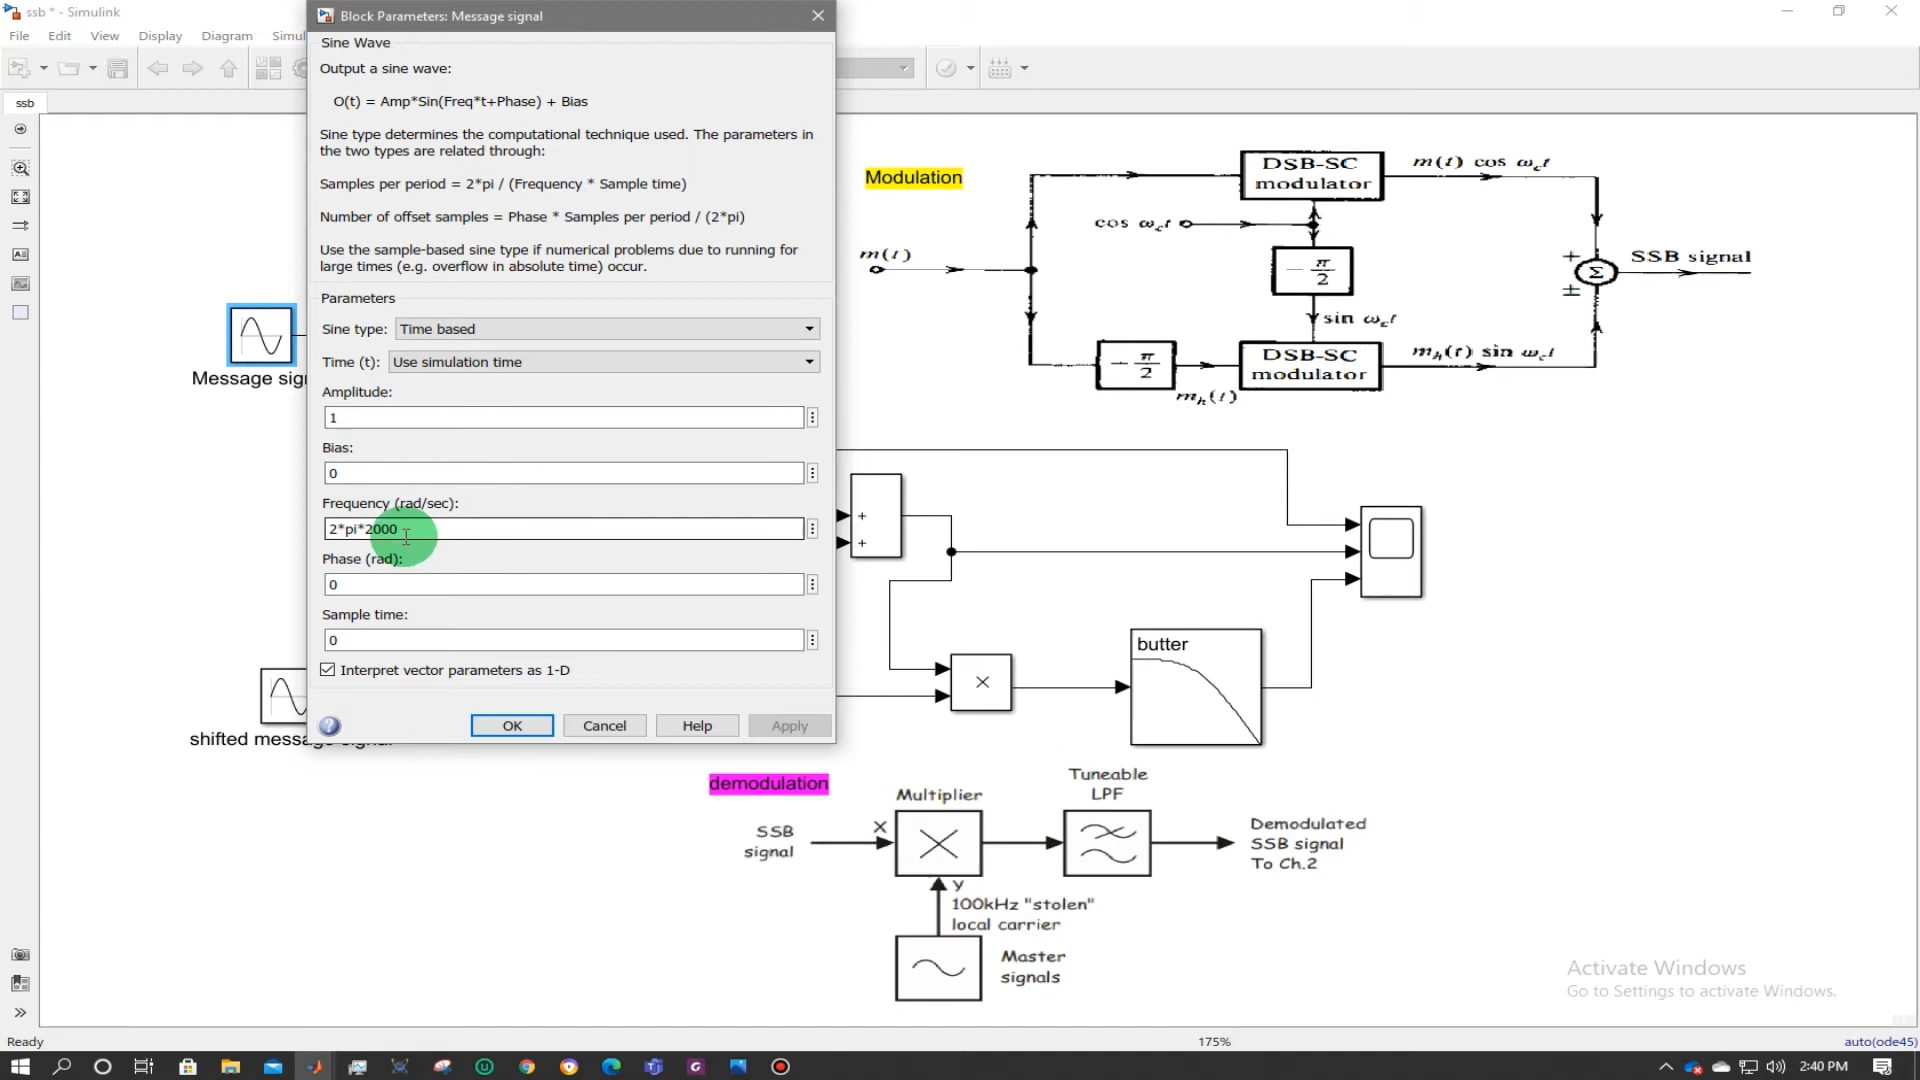 ssb * - Simulink
File Edit View Display Diagram Simul
ssb
Block Parameters: Message signal
Sine Wave
Output a sine wave:
O(t) = Amp*Sin(Freq*t+Phase) + Bias
Sine type determines the computational technique used. The parameters in
the two types are related through:
Samples per period = 2*pi / (Frequency * Sample time)
Number of offset samples = Phase * Samples per period / (2*pi)
Use the sample-based sine type if numerical problems due to running for
large times (e.g. overflow in absolute time) occur.
Parameters
Sine type: Time based
Time (t): Use simulation time
Amplitude:
1
Bias:
0
Frequency (rad/sec):
2*pi*2000
Phase (rad):
0
Sample time:
0
Interpret vector parameters as 1-D
OK Cancel Help Apply
Message sig
shifted message
Modulation
DSB-SC
modulator
m(t) cos ω_c t
cos ω_c t
m(t)
− π/2
SSB signal
+
±
Σ
sin ω_c t
− π/2
DSB-SC
modulator
m_h(t) sin ω_c t
m_h(t)
+
+
×
butter
demodulation
Multiplier
Tuneable
LPF
SSB
signal
X
Demodulated
SSB signal
To Ch.2
Y
100kHz "stolen"
local carrier
Master
signals
Activate Windows
Go to Settings to activate Windows.
Ready
175%
auto(ode45)
2:40 PM